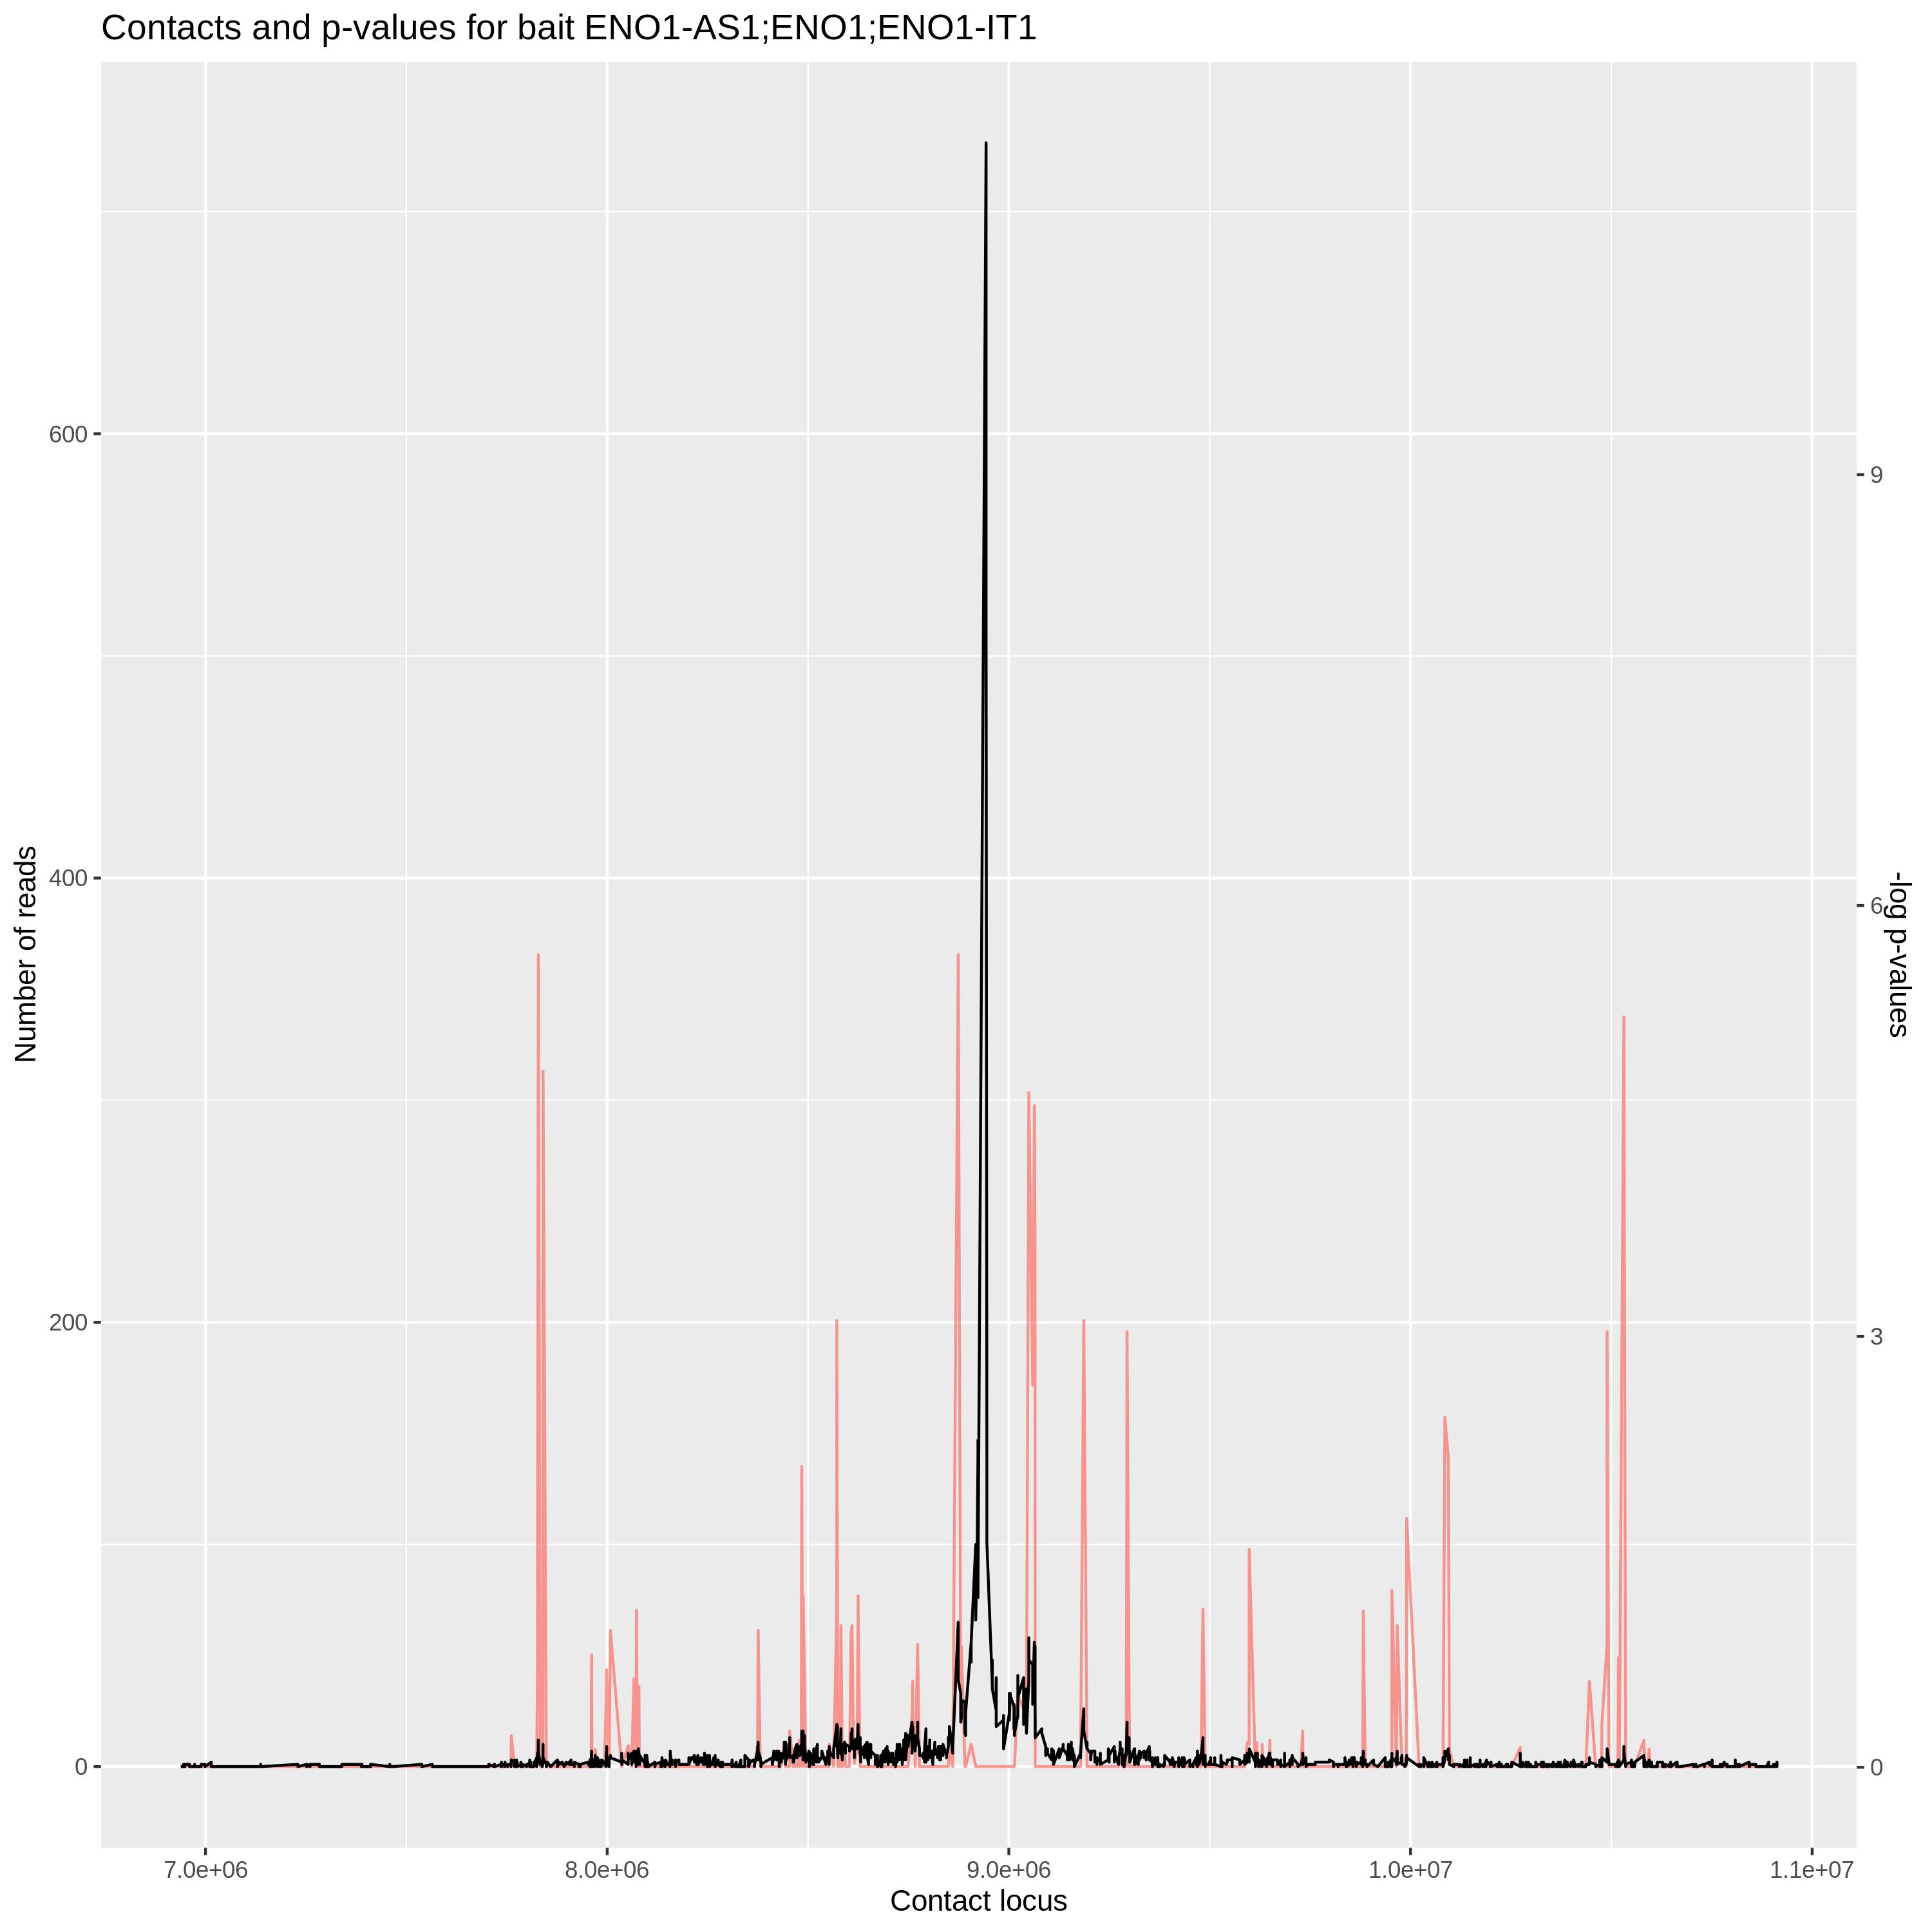 Contacts and p-values for bait ENO1-AS1;ENO1;ENO1-IT1
600
400
200
0
Number of reads
9
6
3
0
-log p-values
7.0e+06
8.0e+06
9.0e+06
1.0e+07
1.1e+07
Contact locus